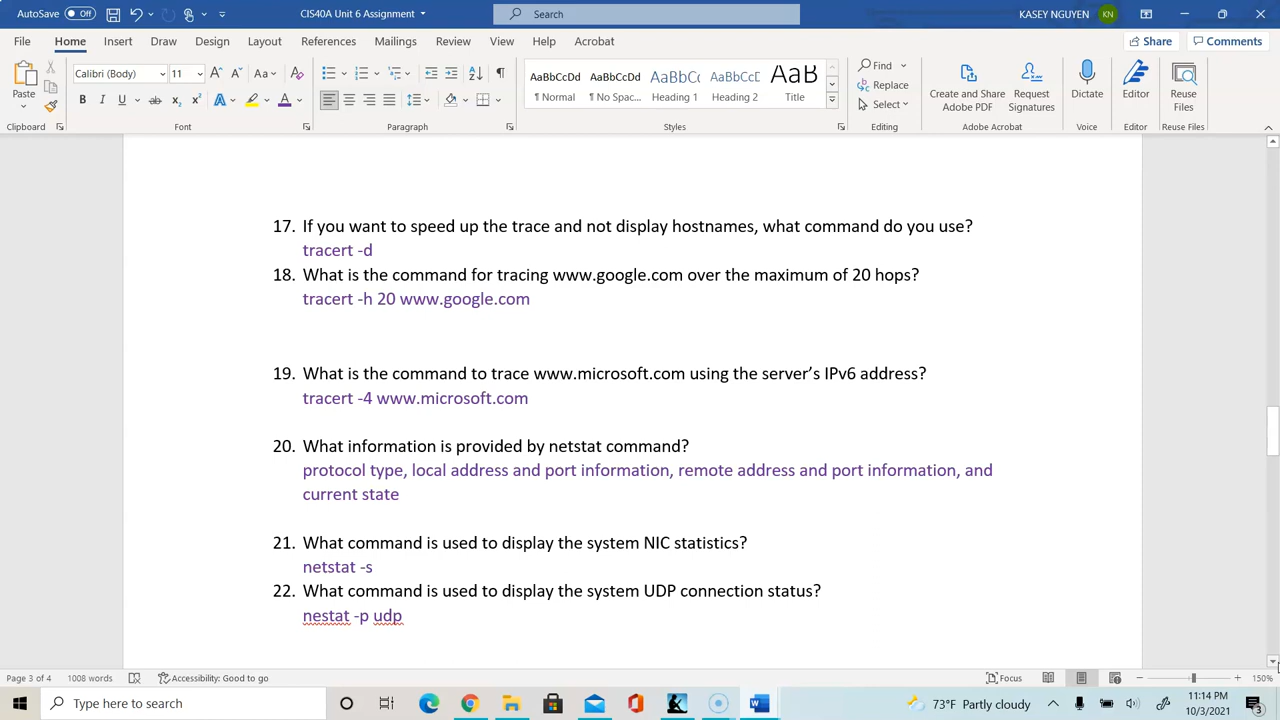 AutoSave Off CIS40A Unit 6 Assignment Search KASEY NGUYEN KN
File Home Insert Draw Design Layout References Mailings Review View Help Acrobat Share Comments
Paste Calibri (Body) 11 Aa
AaBbCcDd AaBbCcDd AaBbCc AaBbCcD AaB
¶ Normal ¶ No Spac... Heading 1 Heading 2 Title
Find
Replace
Select
Create and Share
Adobe PDF
Request
Signatures
Dictate
Editor
Reuse
Files
Clipboard Font Paragraph Styles Editing Adobe Acrobat Voice Editor Reuse Files
17. If you want to speed up the trace and not display hostnames, what command do you use?
tracert -d
18. What is the command for tracing www.google.com over the maximum of 20 hops?
tracert -h 20 www.google.com
19. What is the command to trace www.microsoft.com using the server’s IPv6 address?
tracert -4 www.microsoft.com
20. What information is provided by netstat command?
protocol type, local address and port information, remote address and port information, and
current state
21. What command is used to display the system NIC statistics?
netstat -s
22. What command is used to display the system UDP connection status?
nestat -p udp
Page 3 of 4 1008 words Accessibility: Good to go Focus 150%
Type here to search 73°F Partly cloudy 11:14 PM
10/3/2021 3